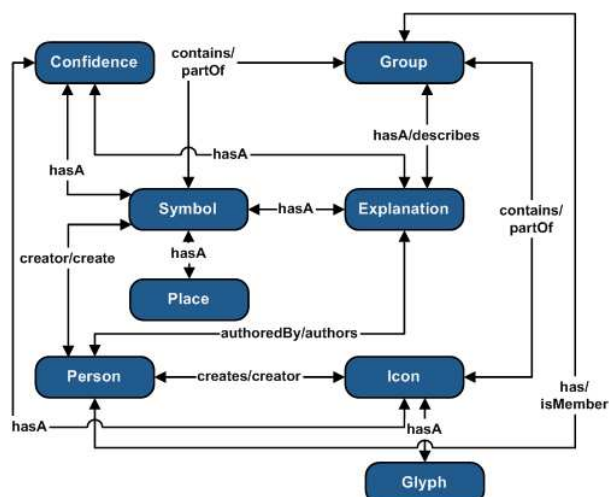 contains/
partOf
Confidence
Group
hasA/describes
hasA
hasA
Symbol
hasA
Explanation
contains/
partOf
creator/create
hasA
Place
authoredBy/authors
Person
creates/creator
Icon
has/
isMember
hasA
hasA
Glyph